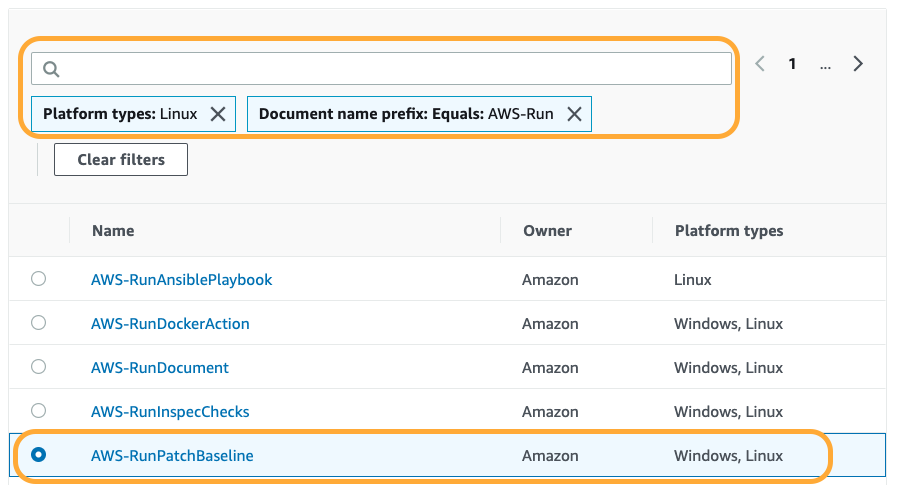 1 ...
Platform types: Linux Document name prefix: Equals: AWS-Run
Clear filters
Name Owner Platform types
AWS-RunAnsiblePlaybook Amazon Linux
AWS-RunDockerAction Amazon Windows, Linux
AWS-RunDocument Amazon Windows, Linux
AWS-RunInspecChecks Amazon Windows, Linux
AWS-RunPatchBaseline Amazon Windows, Linux